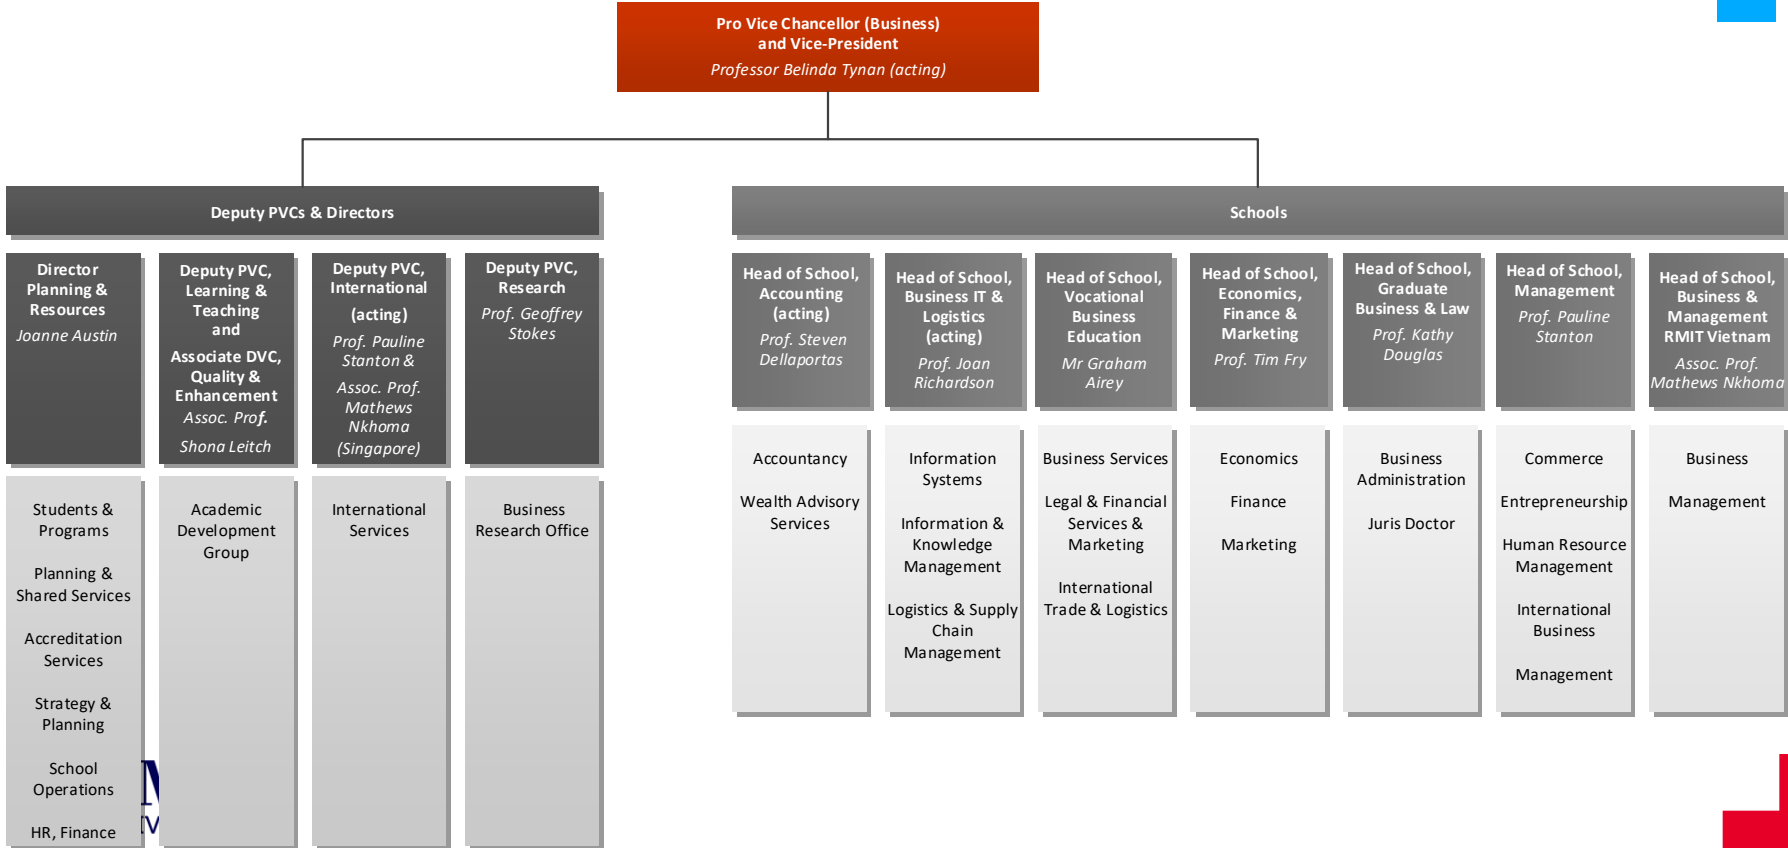 Pro Vice Chancellor (Business)
and Vice-President
Professor Belinda Tynan (acting)
Deputy PVCs & Directors
Director
Planning &
Resources
Joanne Austin
Students &
Programs
Planning &
Shared Services
Accreditation
Services
Strategy &
Planning
School
Operations
HR, Finance
Deputy PVC,
Learning &
Teaching
and
Associate DVC,
Quality &
Enhancement
Assoc. Prof.
Shona Leitch
Academic
Development
Group
Deputy PVC,
International
(acting)
Prof. Pauline
Stanton &
Assoc. Prof.
Mathews
Nkhoma
(Singapore)
International
Services
Deputy PVC,
Research
Prof. Geoffrey
Stokes
Business
Research Office
Schools
Head of School,
Accounting
(acting)
Prof. Steven
Dellaportas
Accountancy
Wealth Advisory
Services
Head of School,
Business IT &
Logistics
(acting)
Prof. Joan
Richardson
Information
Systems
Information &
Knowledge
Management
Logistics & Supply
Chain
Management
Head of School,
Vocational
Business
Education
Mr Graham
Airey
Business Services
Legal & Financial
Services &
Marketing
International
Trade & Logistics
Head of School,
Economics,
Finance &
Marketing
Prof. Tim Fry
Economics
Finance
Marketing
Head of School,
Graduate
Business & Law
Prof. Kathy
Douglas
Business
Administration
Juris Doctor
Head of School,
Management
Prof. Pauline
Stanton
Commerce
Entrepreneurship
Human Resource
Management
International
Business
Management
Head of School,
Business &
Management
RMIT Vietnam
Assoc. Prof.
Mathews Nkhoma
Business
Management